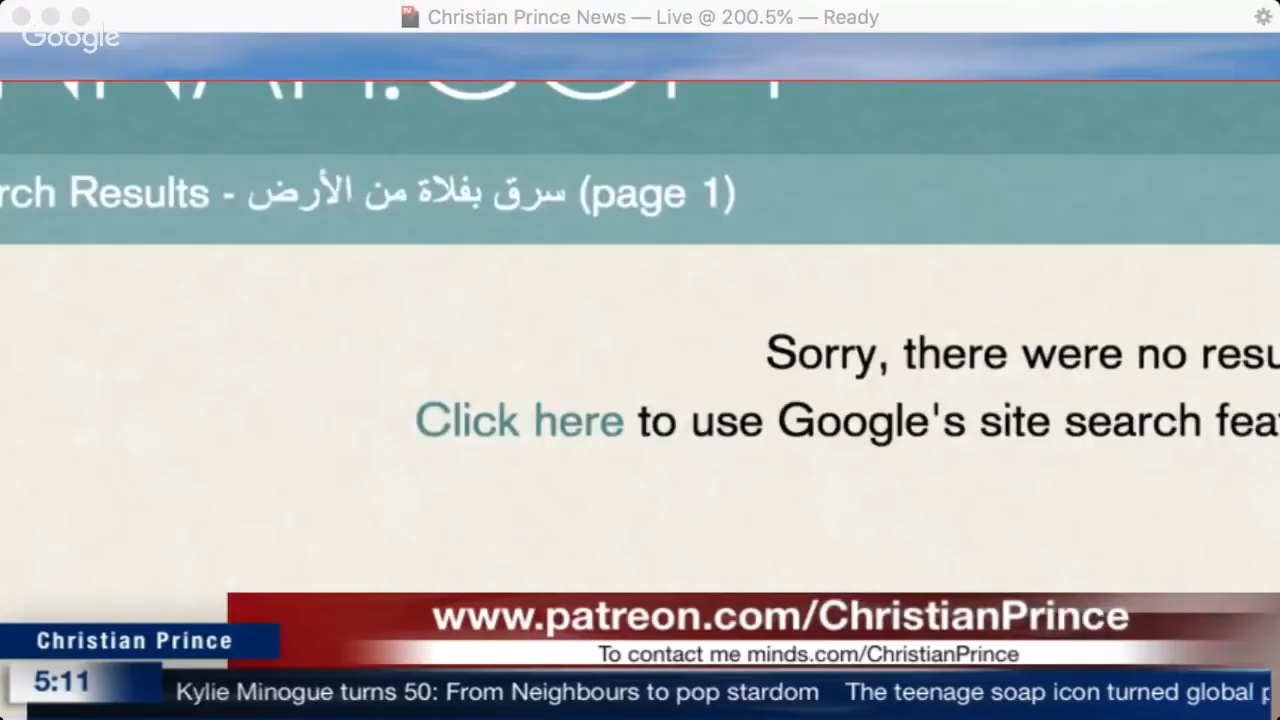 Christian Prince News — Live @ 200.5% — Ready
Google
rch Results - سرق بفلاة من الأرض (page 1)
Sorry, there were no resu
Click here to use Google's site search fea
www.patreon.com/ChristianPrince
To contact me minds.com/ChristianPrince
Christian Prince
5:11
Kylie Minogue turns 50: From Neighbours to pop stardom The teenage soap icon turned global p